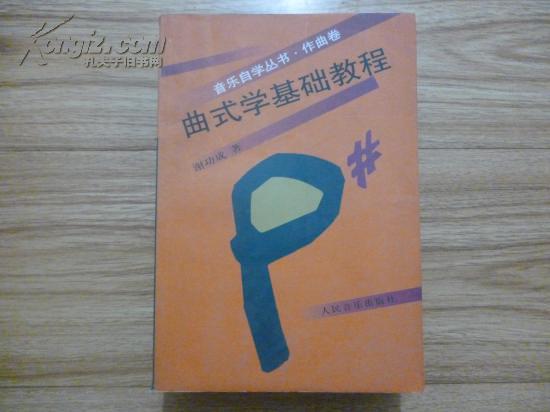 Kongfz.com
孔夫子旧书网
音乐自学丛书·作曲卷
曲式学基础教程
谢功成 著
人民音乐出版社